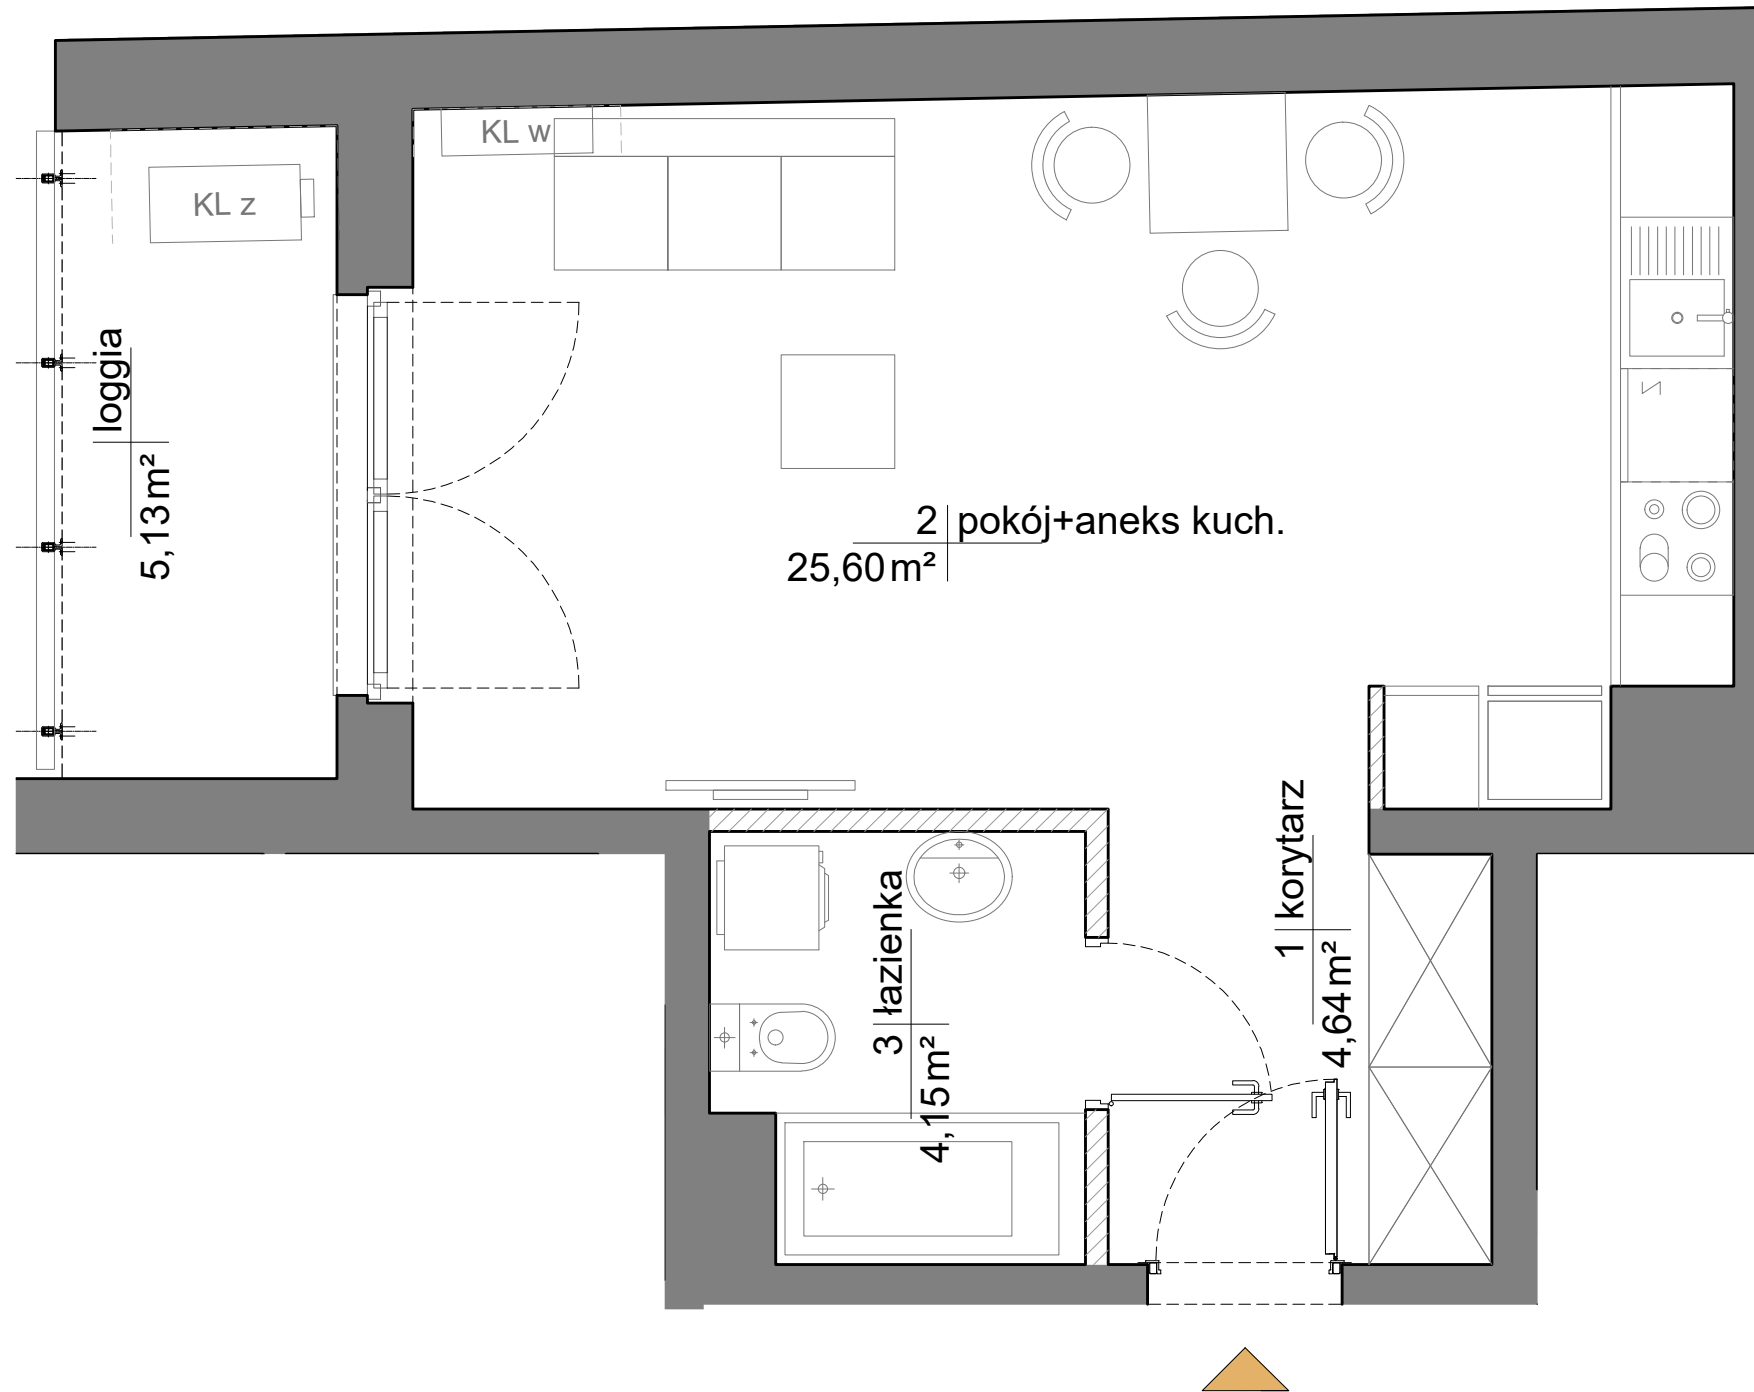 KL w
KL z
loggia
5,13 m²
2 pokój+aneks kuch.
25,60 m²
1 korytarz
4,64 m²
3 łazienka
4,15 m²